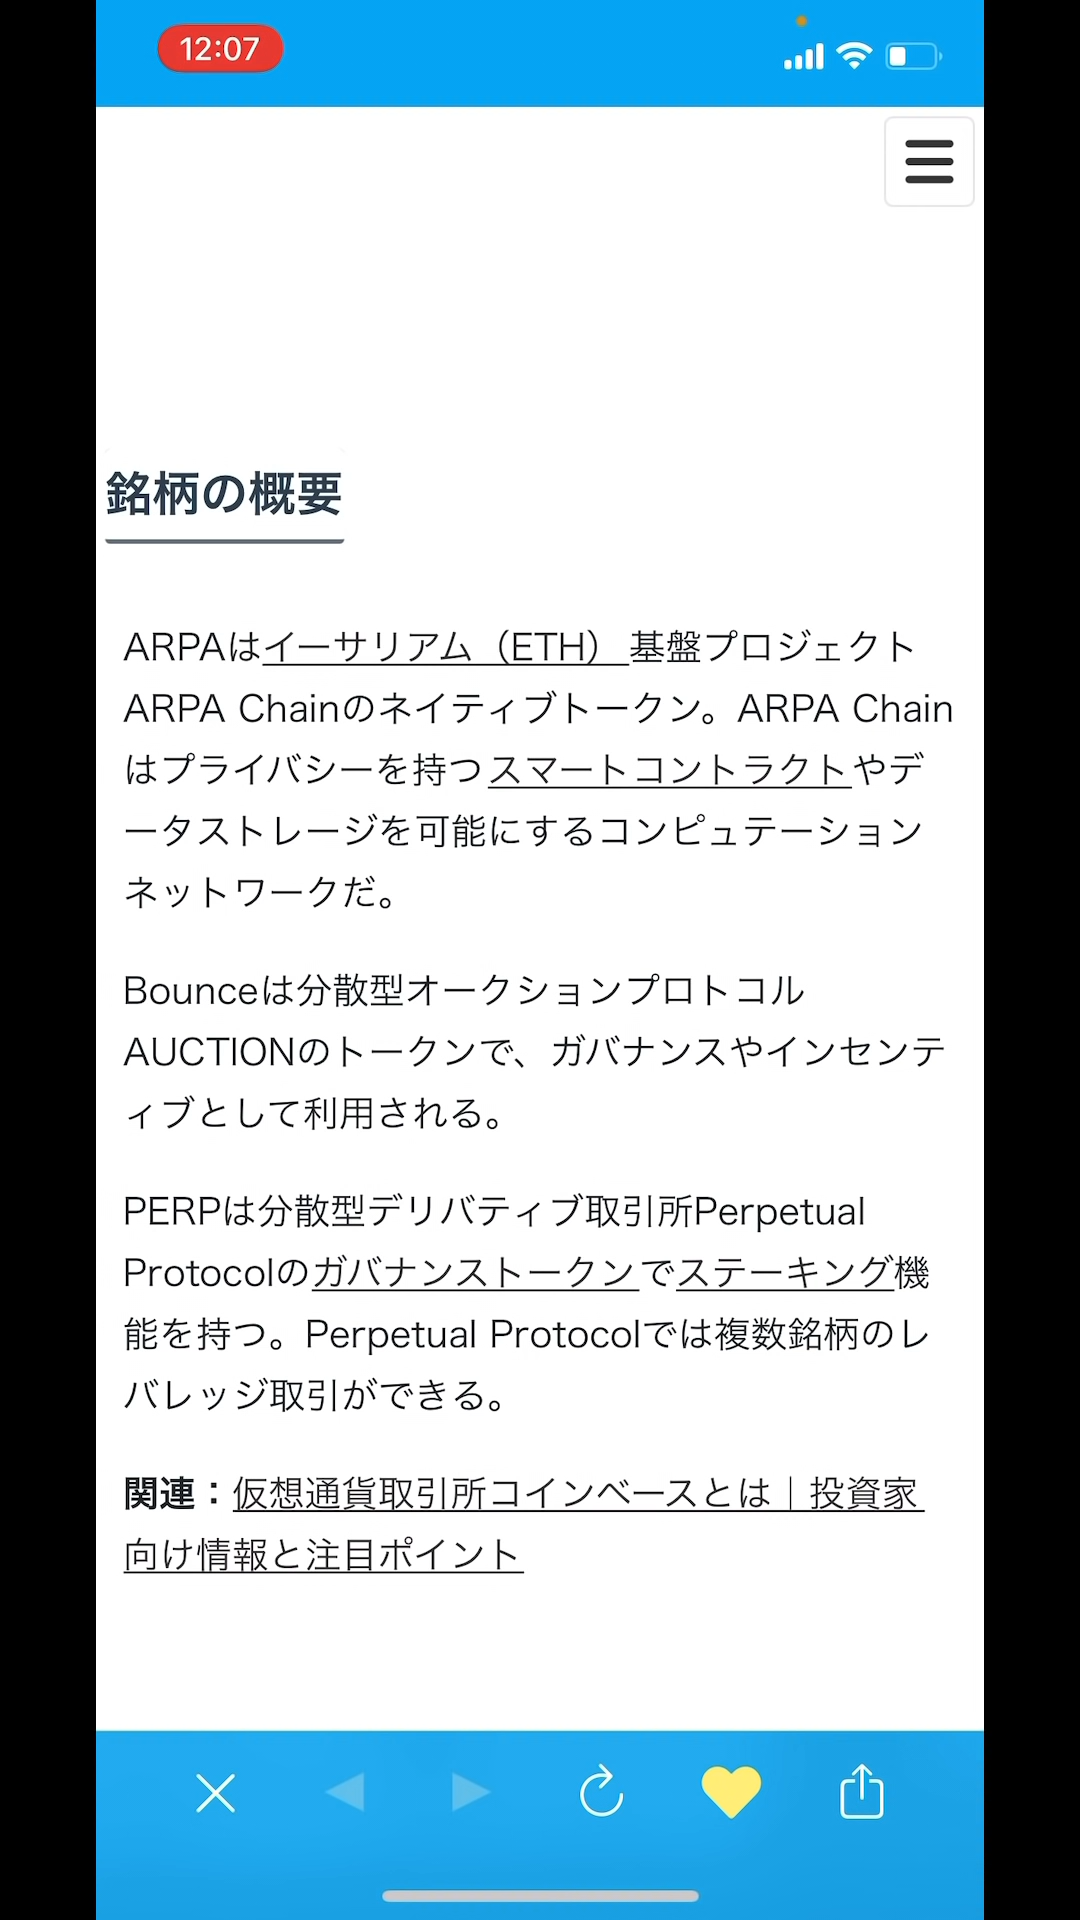 12:07
銘柄の概要
ARPAはイーサリアム（ETH） 基盤プロジェクト
ARPA Chainのネイティブトークン。ARPA Chain
はプライバシーを持つスマートコントラクトやデ
ータストレージを可能にするコンピュテーション
ネットワークだ。
Bounceは分散型オークションプロトコル
AUCTIONのトークンで、ガバナンスやインセンテ
ィブとして利用される。
PERPは分散型デリバティブ取引所Perpetual
Protocolのガバナンストークンでステーキング機
能を持つ。Perpetual Protocolでは複数銘柄のレ
バレッジ取引ができる。
関連：仮想通貨取引所コインベースとは｜投資家
向け情報と注目ポイント